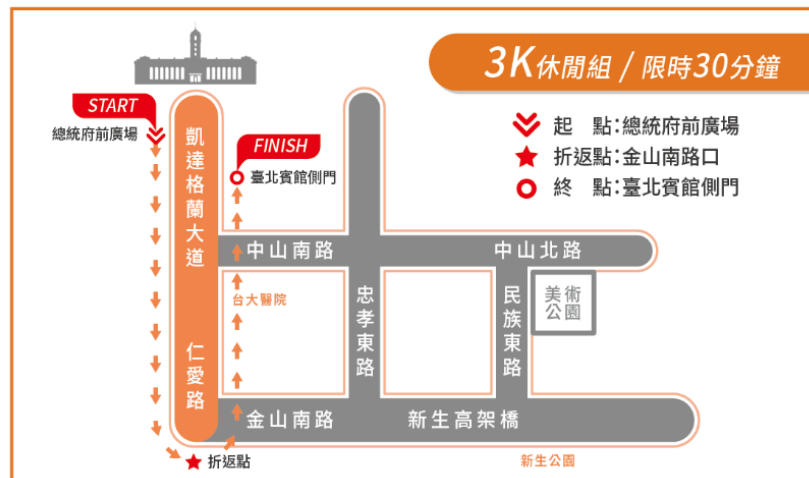 3K休閒組 / 限時30分鐘
START
總統府前廣場
FINISH
臺北賓館側門
起　點：總統府前廣場
折返點：金山南路口
終　點：臺北賓館側門
凱達格蘭大道
仁愛路
中山南路
中山北路
台大醫院
忠孝東路
民族東路
美術
公園
金山南路
新生高架橋
折返點
新生公園